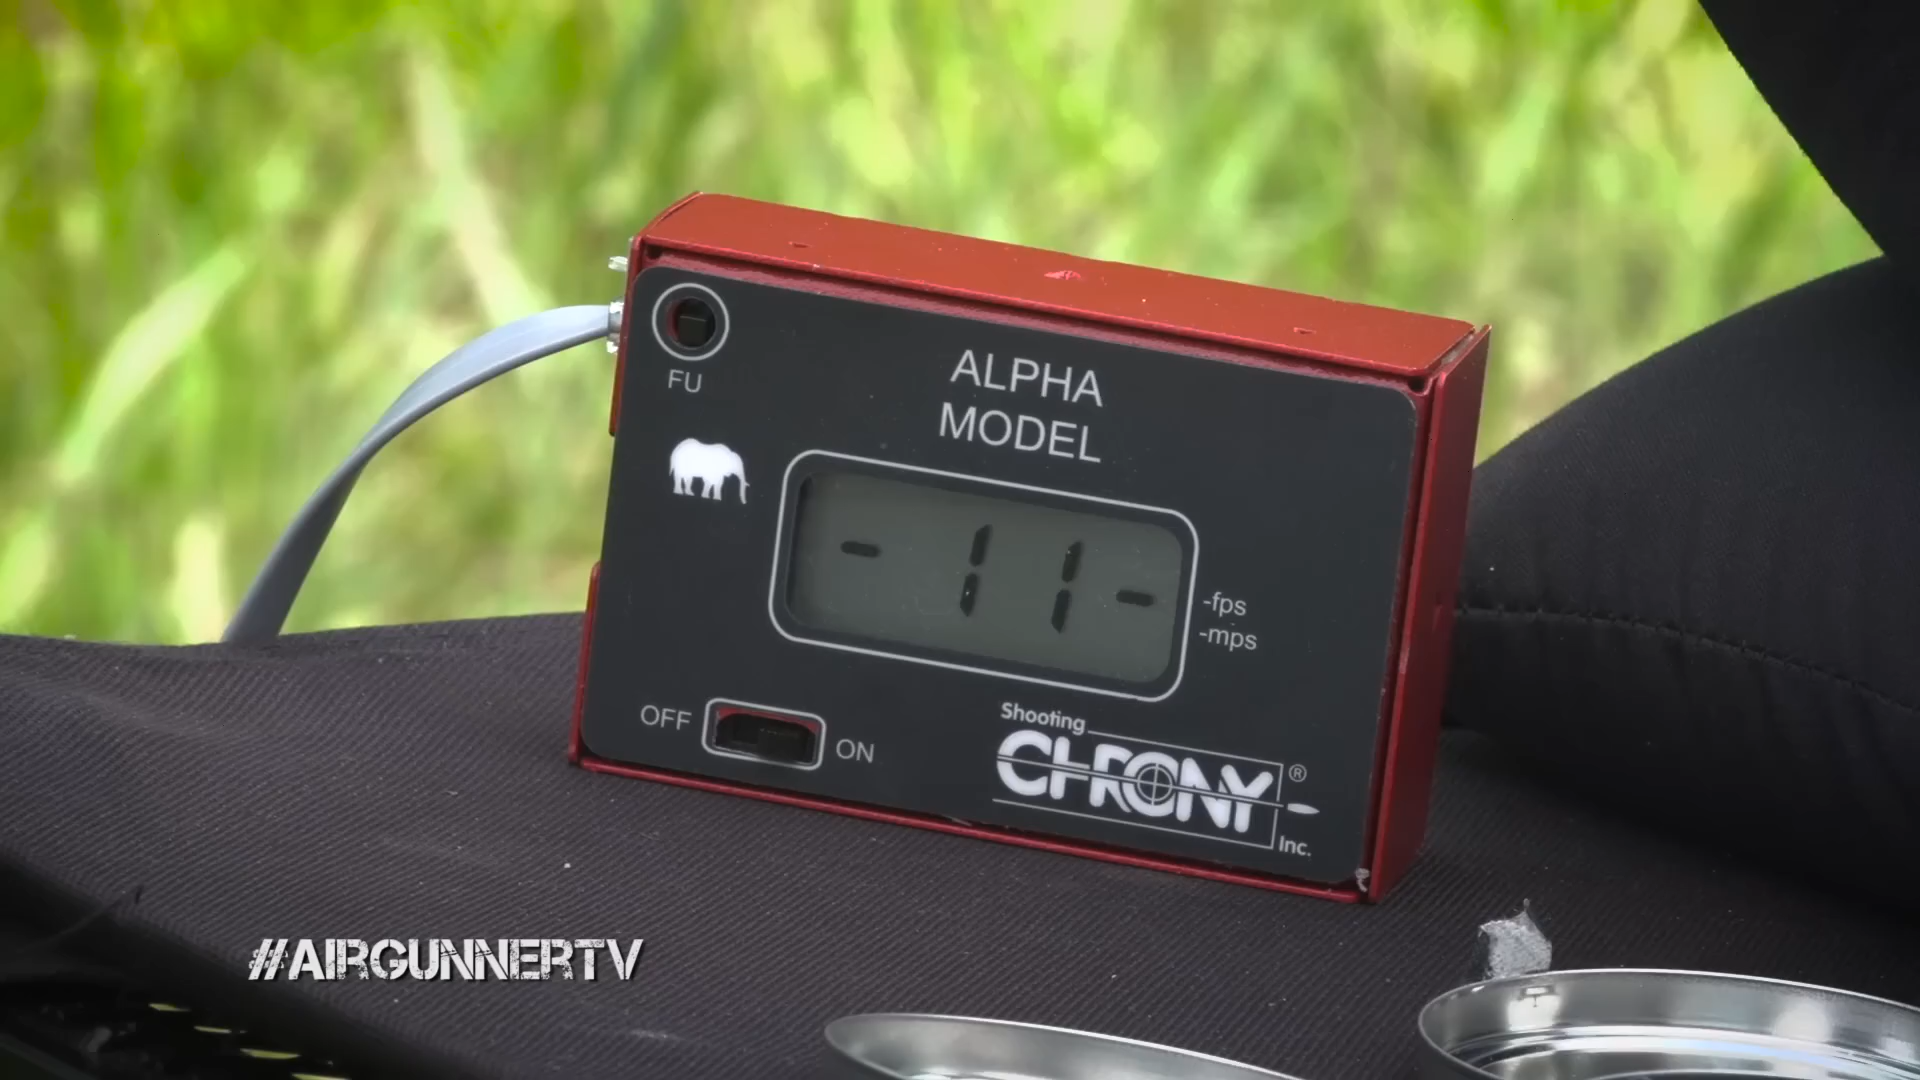 FU
ALPHA
MODEL
- 11-
-fps
-mps
OFF
ON
Shooting
CHRONY®
Inc.
#AIRGUNNERTV